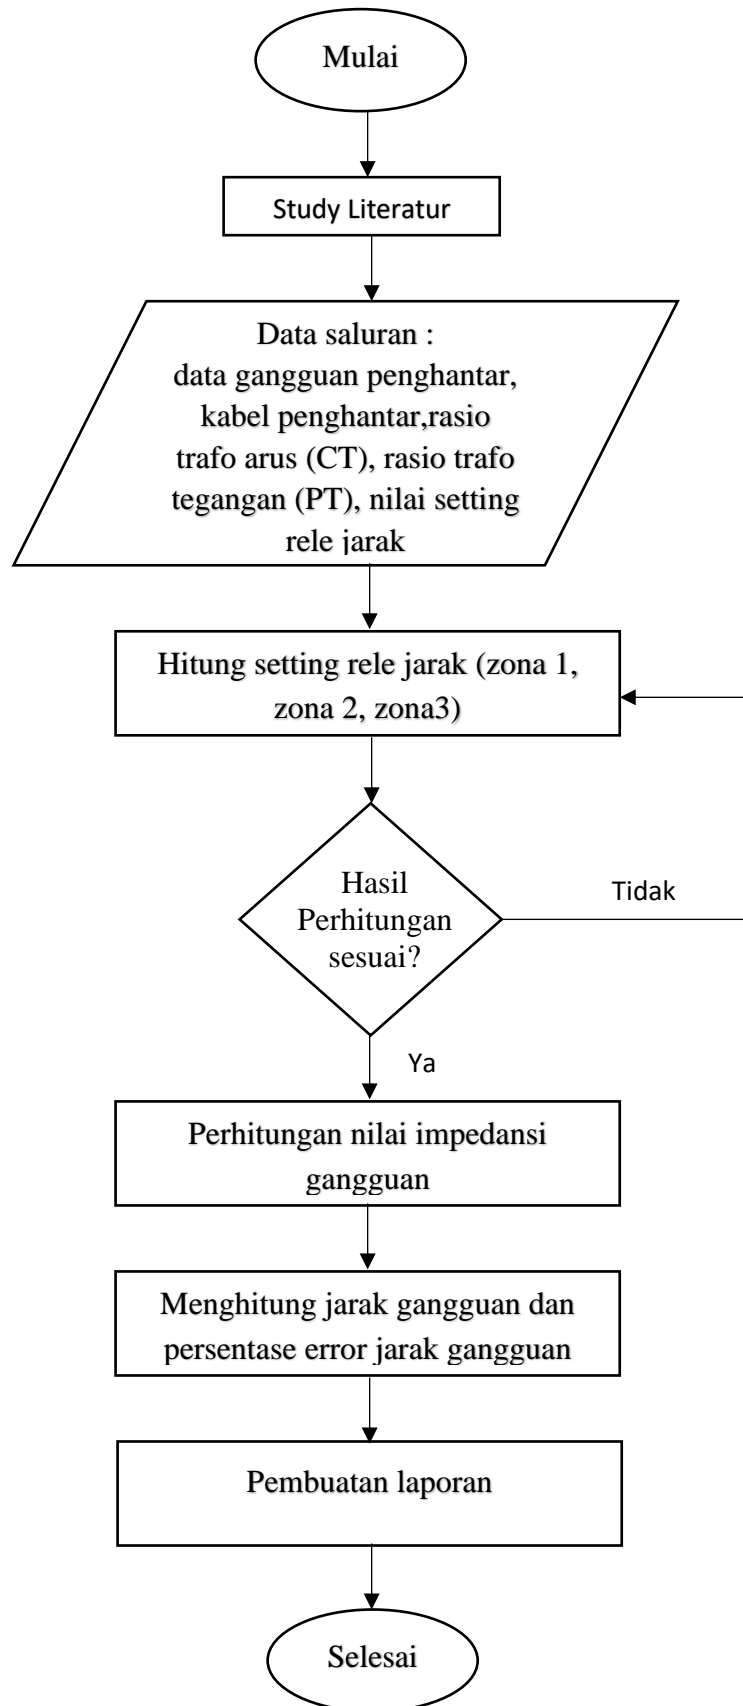 Mulai
Study Literatur
Data saluran :
data gangguan penghantar,
kabel penghantar,rasio
trafo arus (CT), rasio trafo
tegangan (PT), nilai setting
rele jarak
Hitung setting rele jarak (zona 1,
zona 2, zona3)
Hasil
Perhitungan
sesuai?
Tidak
Ya
Perhitungan nilai impedansi
gangguan
Menghitung jarak gangguan dan
persentase error jarak gangguan
Pembuatan laporan
Selesai